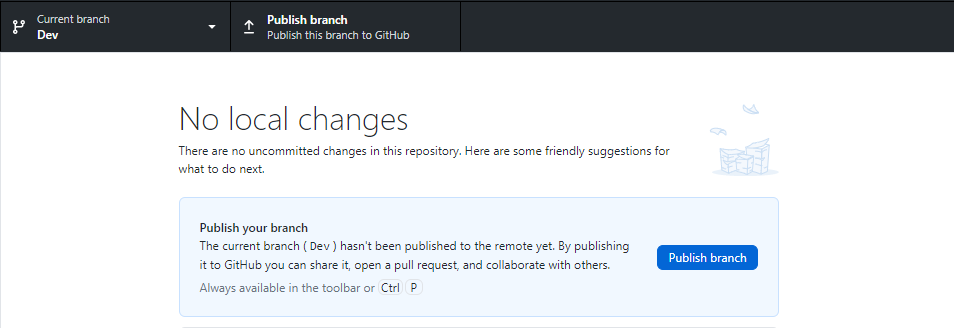 Current branch
Dev
Publish branch
Publish this branch to GitHub
No local changes
There are no uncommitted changes in this repository. Here are some friendly suggestions for
what to do next.
Publish your branch
The current branch ( Dev ) hasn't been published to the remote yet. By publishing
it to GitHub you can share it, open a pull request, and collaborate with others.
Publish branch
Always available in the toolbar or Ctrl P